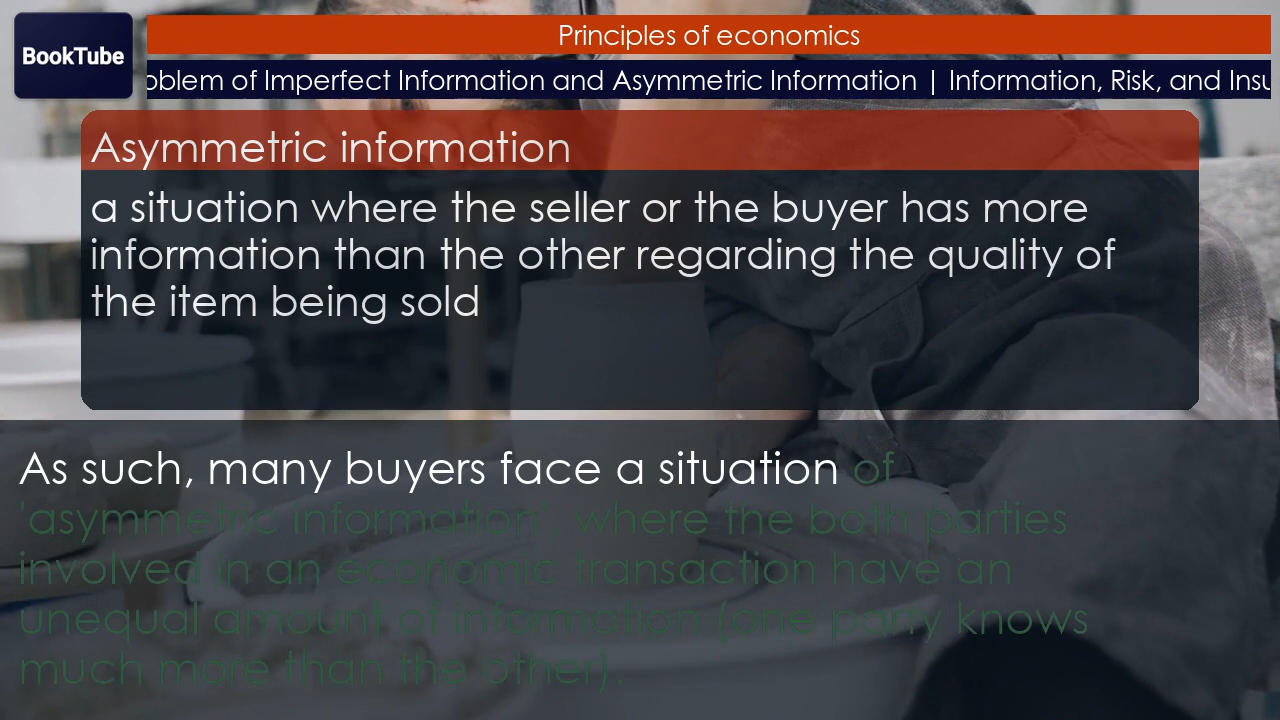 BookTube
Principles of economics
oblem of Imperfect Information and Asymmetric Information | Information, Risk, and Insu
Asymmetric information
a situation where the seller or the buyer has more
information than the other regarding the quality of
the item being sold
As such, many buyers face a situation of
'asymmetric information', where the both parties
involved in an economic transaction have an
unequal amount of information (one party knows
much more than the other).